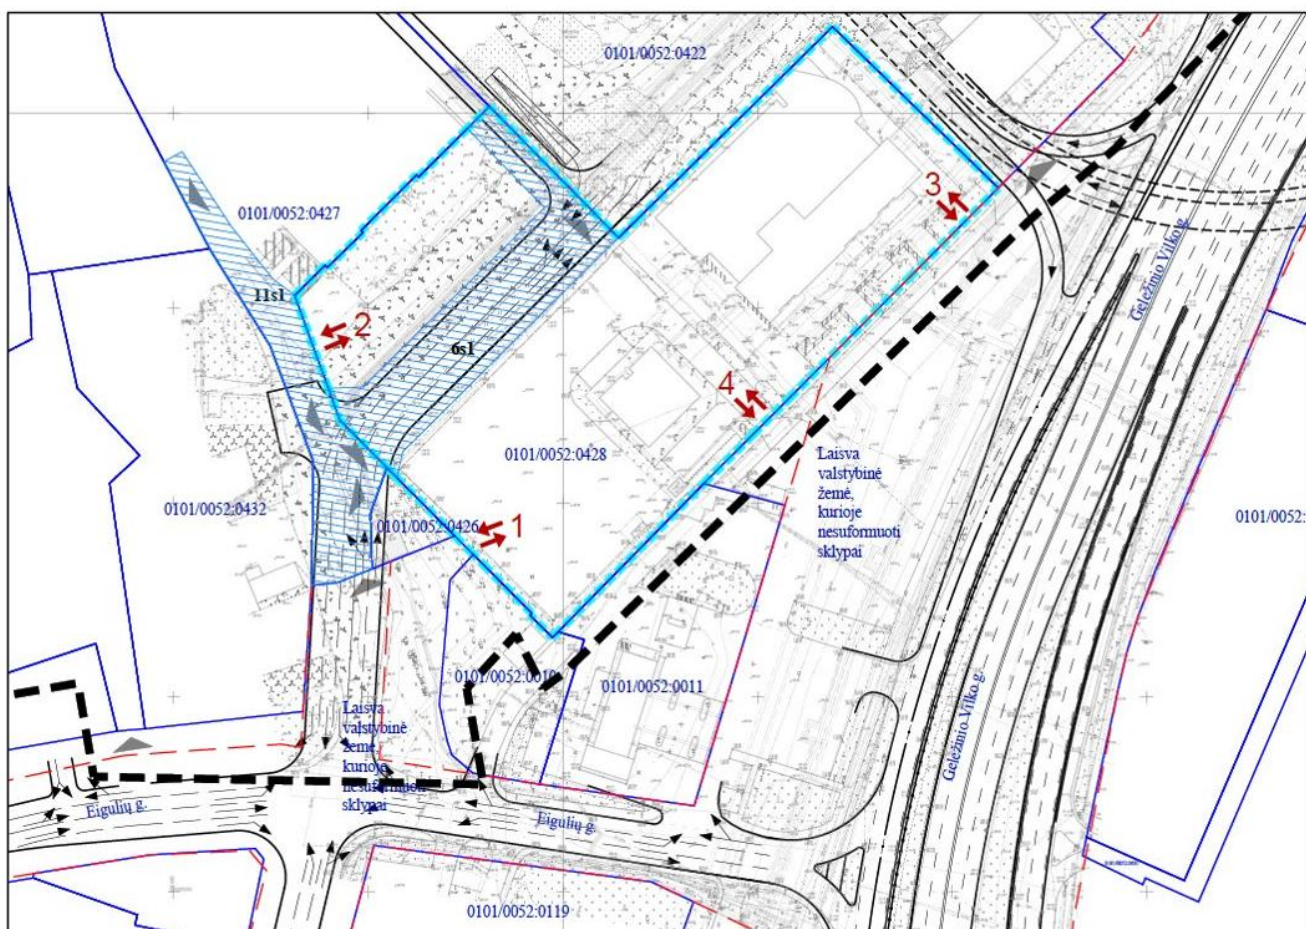 0101/0052:0422
3
0101/0052:0427
Geležinio Vilko g.
11s1
2
6s1
4
0101/0052:0428
Laisva
valstybinė
žemė,
kurioje
nesuformuoti
sklypai
0101/0052:0432
0101/0052:0426
1
0101/0052:
0101/0052:0010
0101/0052:0011
Geležinio Vilko g.
Laisva
valstybinė
žemė,
kurioje
nesuformuoti
sklypai
Eigulių g.
Eigulių g.
0101/0052:0119